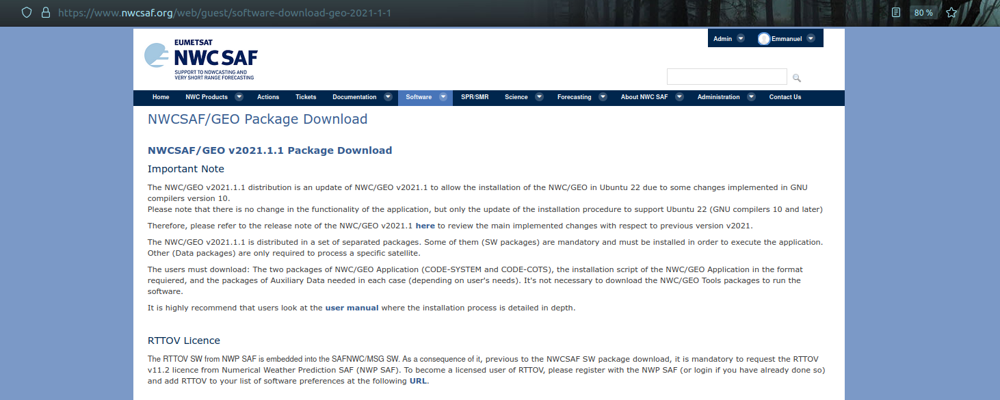 https://www.nwcsaf.org/web/guest/software-download-geo-2021-1-1
80 %
EUMETSAT
NWC SAF
SUPPORT TO NOWCASTING AND
VERY SHORT RANGE FORECASTING
Admin Emmanuel
Home NWC Products Actions Tickets Documentation Software SPR/SMR Science Forecasting About NWC SAF Administration Contact Us
NWCSAF/GEO Package Download
NWCSAF/GEO v2021.1.1 Package Download
Important Note
The NWC/GEO v2021.1.1 distribution is an update of NWC/GEO v2021.1 to allow the installation of the NWC/GEO in Ubuntu 22 due to some changes implemented in GNU
compilers version 10.
Please note that there is no change in the functionality of the application, but only the update of the installation procedure to support Ubuntu 22 (GNU compilers 10 and later)
Therefore, please refer to the release note of the NWC/GEO v2021.1 here to review the main implemented changes with respect to previous version v2021.
The NWC/GEO v2021.1.1 is distributed in a set of separated packages. Some of them (SW packages) are mandatory and must be installed in order to execute the application.
Other (Data packages) are only required to process a specific satellite.
The users must download: The two packages of NWC/GEO Application (CODE-SYSTEM and CODE-COTS), the installation script of the NWC/GEO Application in the format
requiered, and the packages of Auxiliary Data needed in each case (depending on user's needs). It's not necessary to download the NWC/GEO Tools packages to run the
software.
It is highly recommend that users look at the user manual where the installation process is detailed in depth.
RTTOV Licence
The RTTOV SW from NWP SAF is embedded into the SAFNWC/MSG SW. As a consequence of it, previous to the NWCSAF SW package download, it is mandatory to request the RTTOV
v11.2 licence from Numerical Weather Prediction SAF (NWP SAF). To become a licensed user of RTTOV, please register with the NWP SAF (or login if you have already done so)
and add RTTOV to your list of software preferences at the following URL.